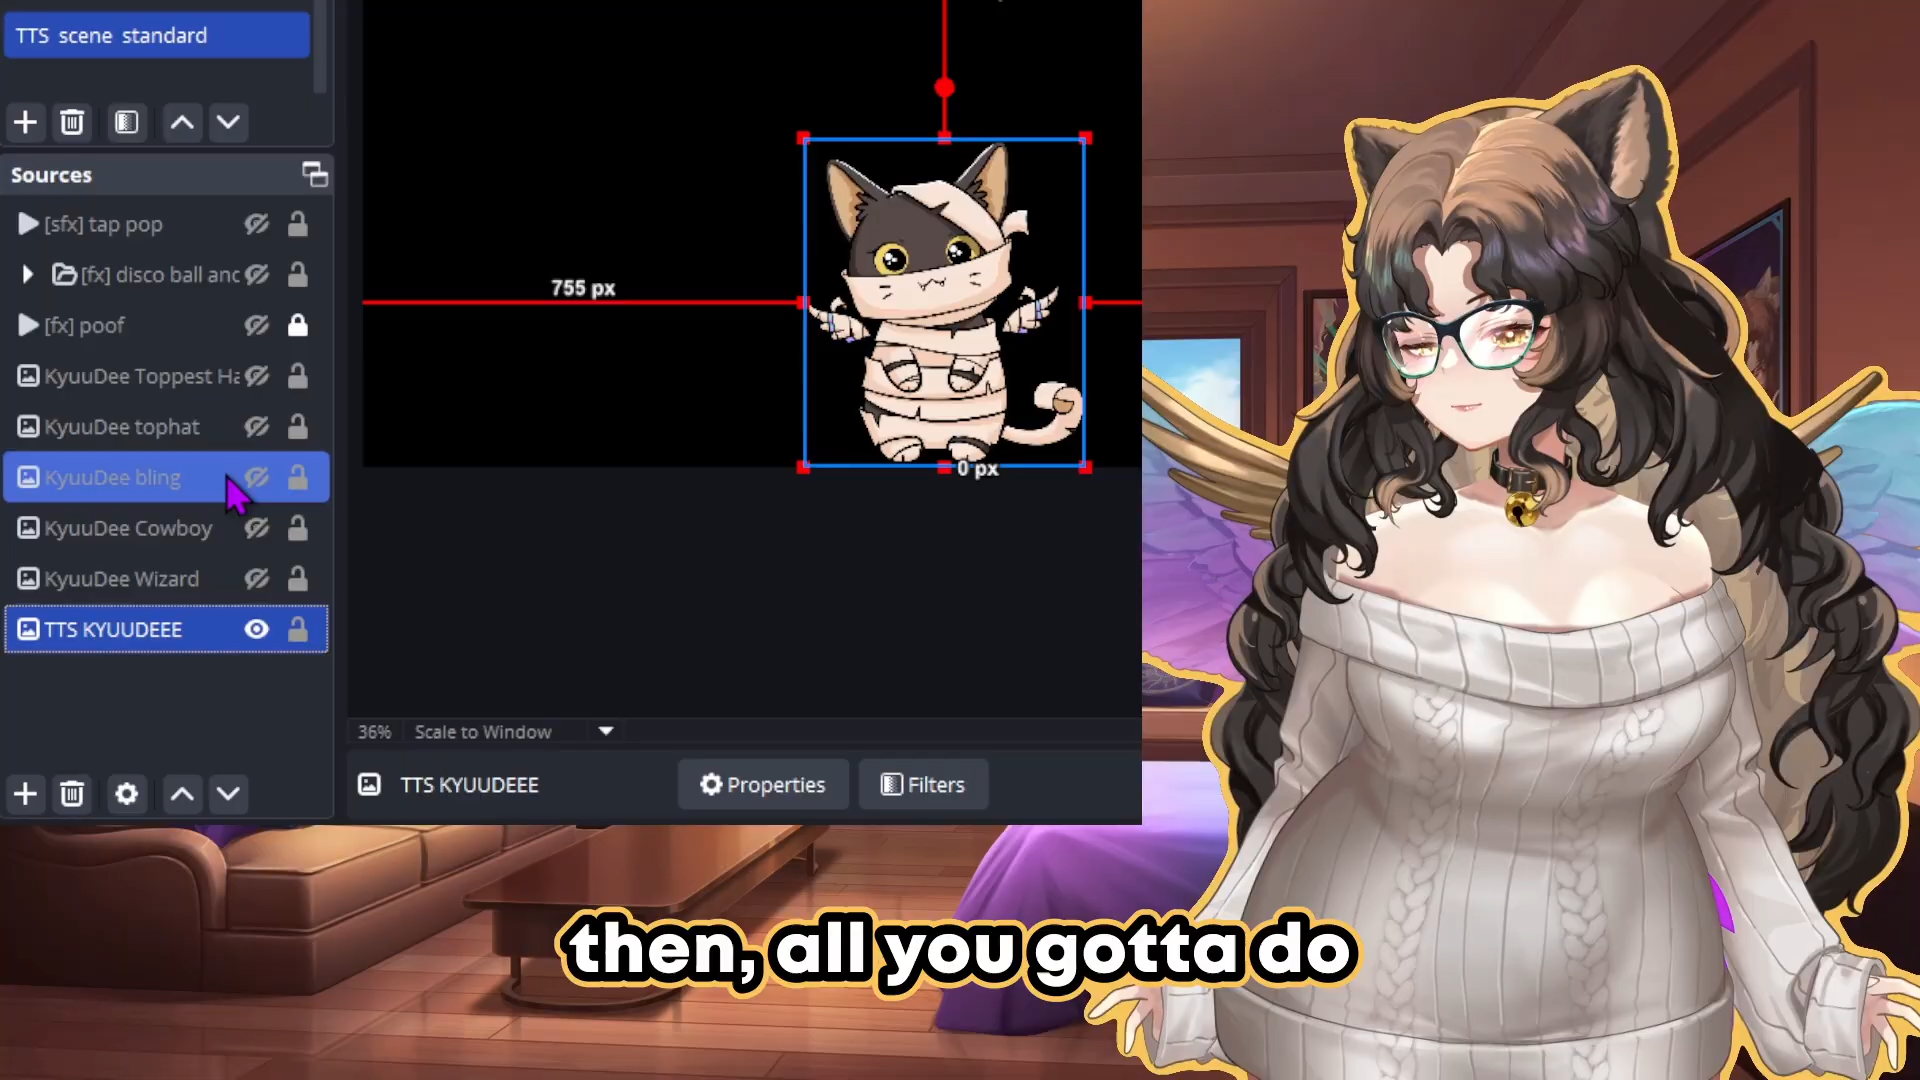 TTS scene standard
Sources
[sfx] tap pop
[fx] disco ball anc
[fx] poof
KyuuDee Toppest Ha
KyuuDee tophat
KyuuDee bling
KyuuDee Cowboy
KyuuDee Wizard
TTS KYUUDEEE
755 px
0 px
36% Scale to Window
TTS KYUUDEEE Properties Filters
then, all you gotta do